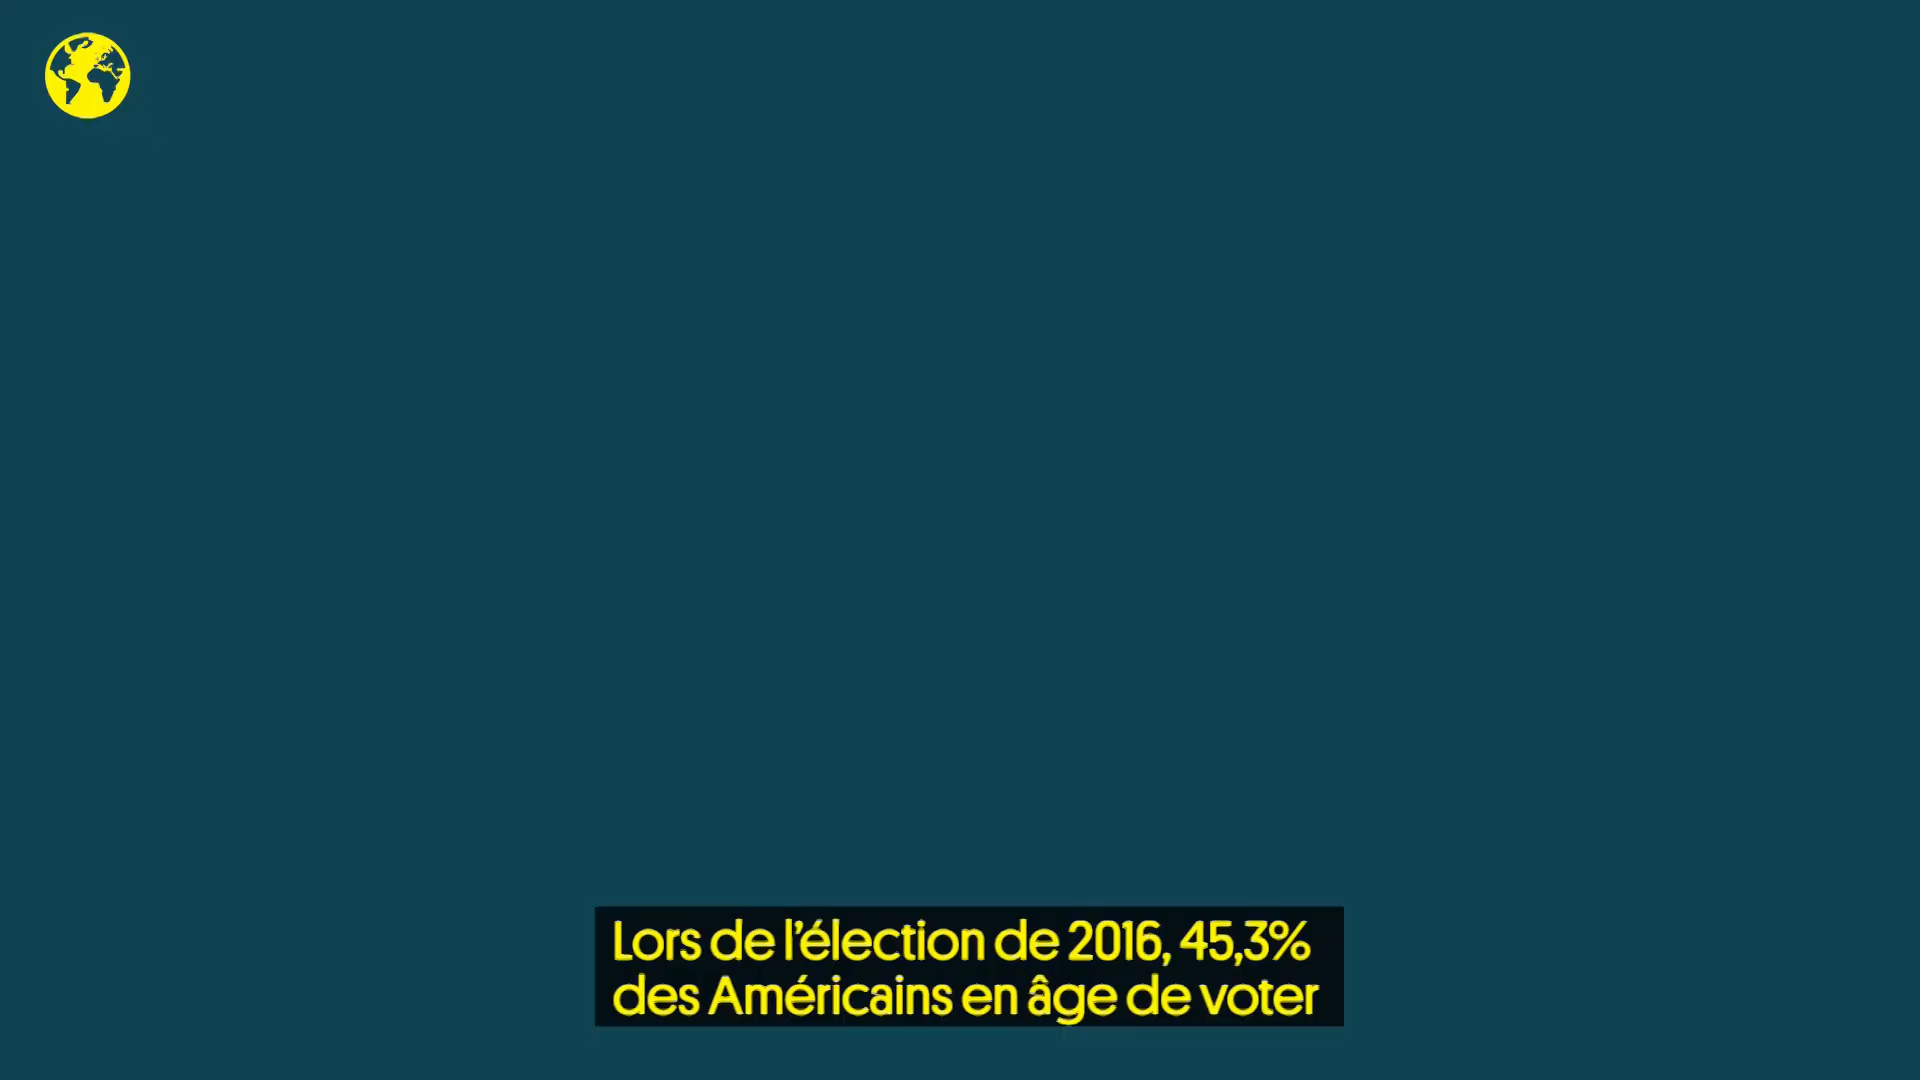 Lors de l’élection de 2016, 45,3%
des Américains en âge de voter